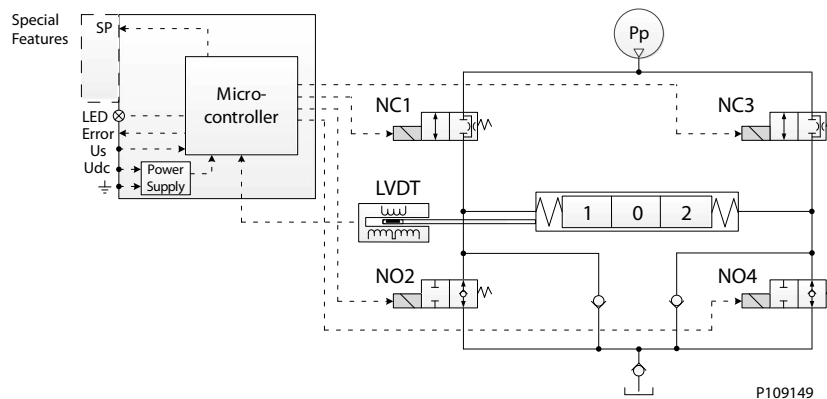 Special
Features
SP
Pp
Micro-
controller
NC1
NC3
LED
Error
Us
Udc
Power
Supply
LVDT
1 0 2
NO2
NO4
P109149